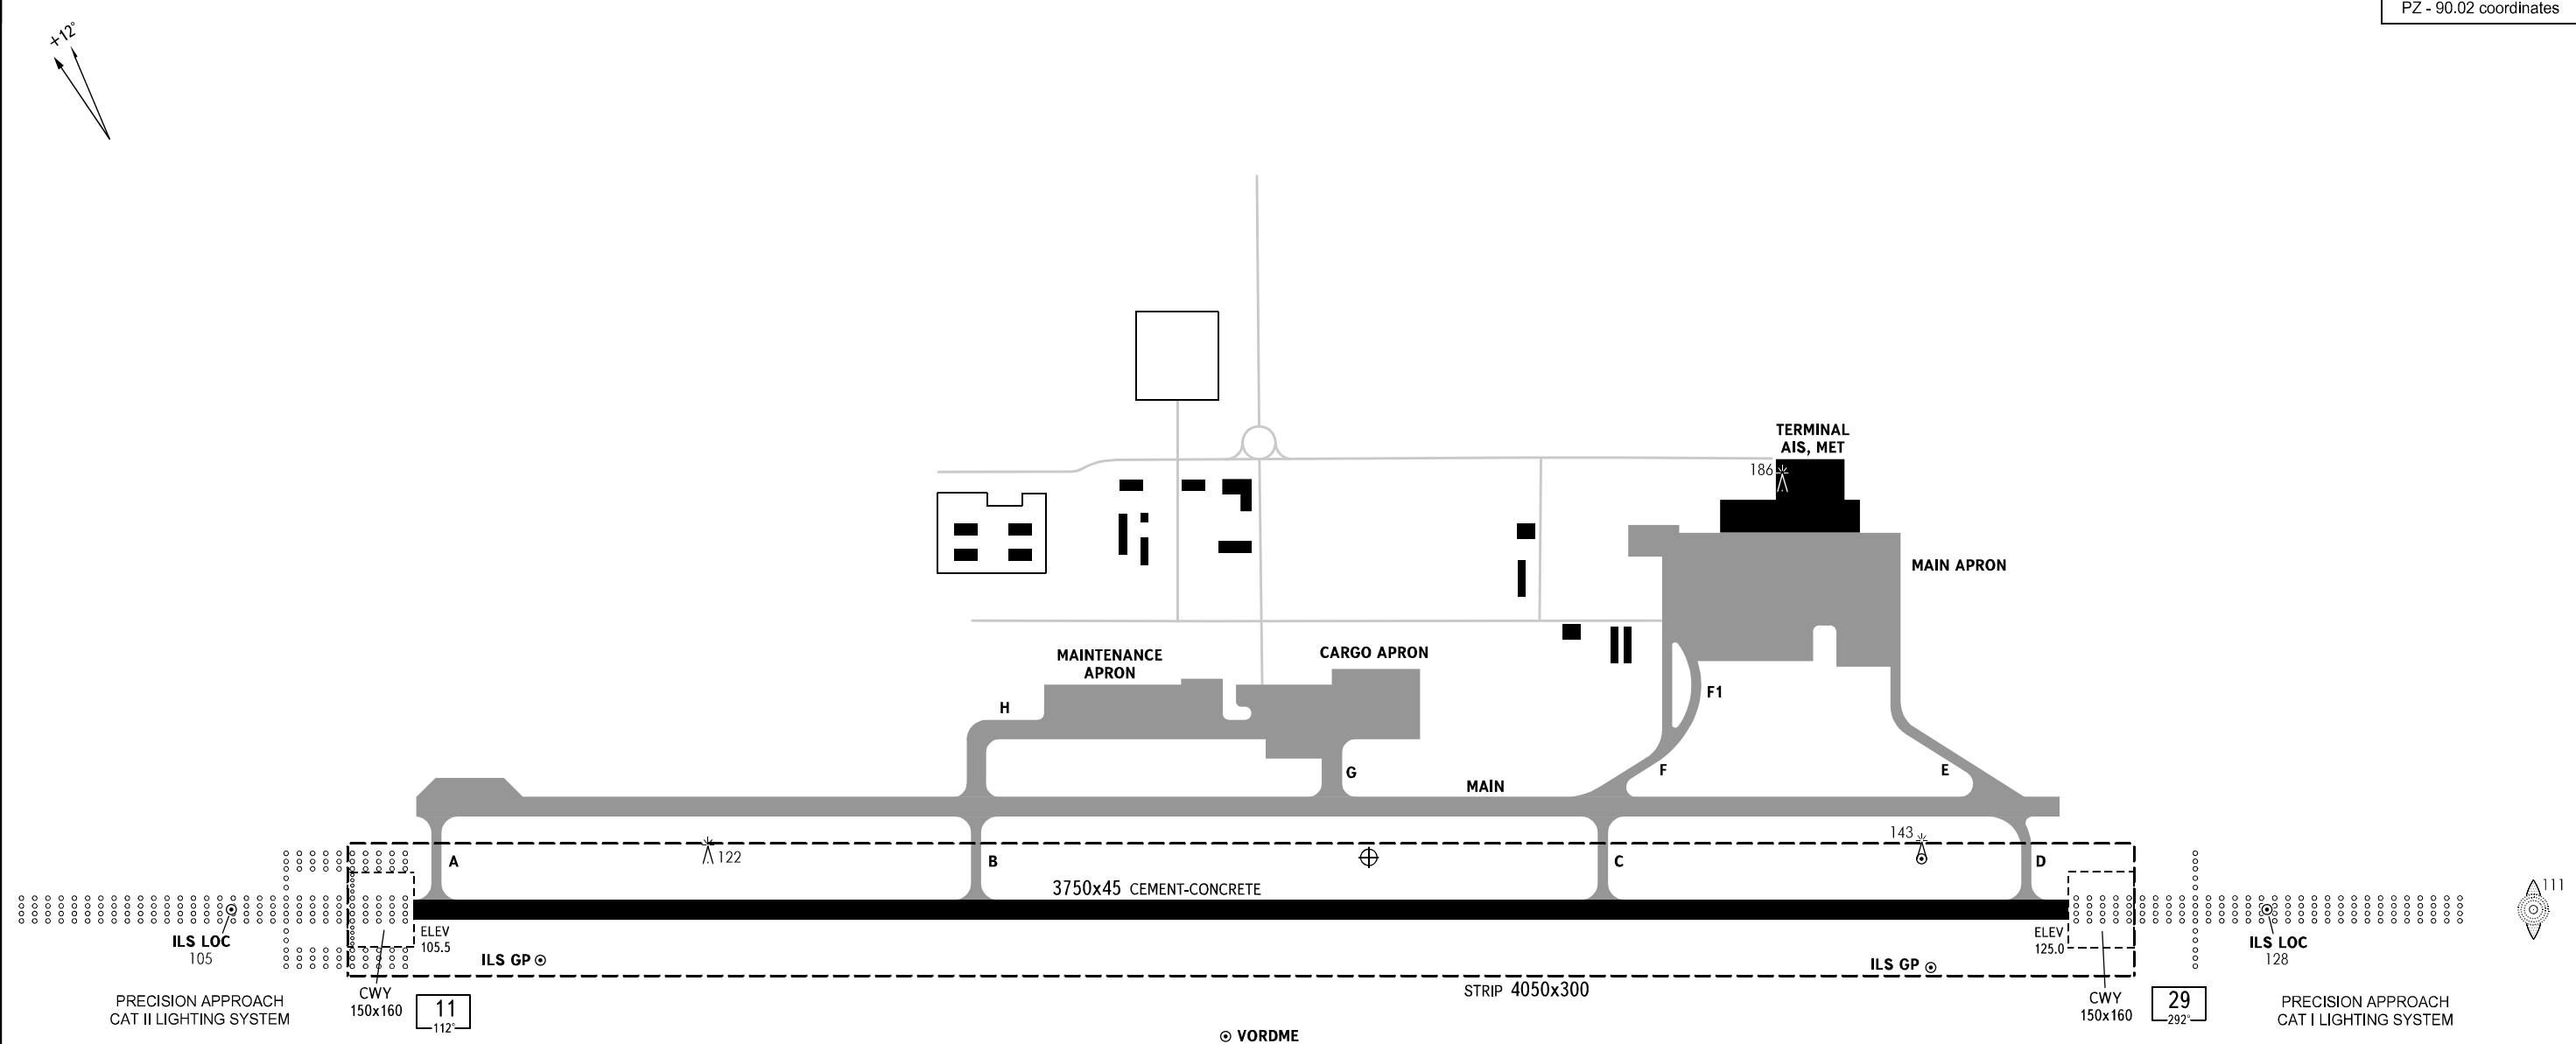 PZ - 90.02 coordinates
+12°
TERMINAL
AIS, MET
186
MAIN APRON
MAINTENANCE
APRON
CARGO APRON
H
F1
G
F
E
MAIN
143
122
A
B
C
D
3750x45 CEMENT-CONCRETE
111
ELEV
105.5
ELEV
125.0
ILS LOC
105
ILS LOC
128
ILS GP
ILS GP
STRIP 4050x300
CWY
150x160
CWY
150x160
11
112°
29
292°
PRECISION APPROACH
CAT II LIGHTING SYSTEM
PRECISION APPROACH
CAT I LIGHTING SYSTEM
VORDME